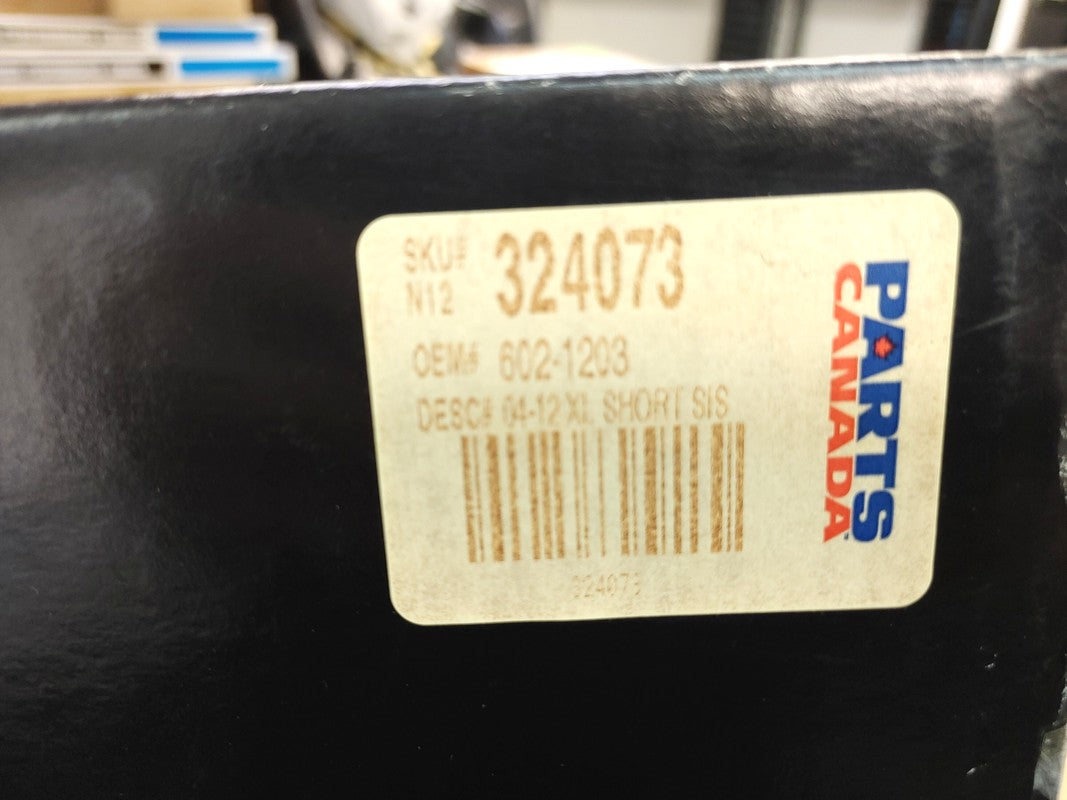 SKU# 324073
N12
OEM# 602-1203
DESC# 04-12 XL SHORT SIS
324073
PARTS
CANADA